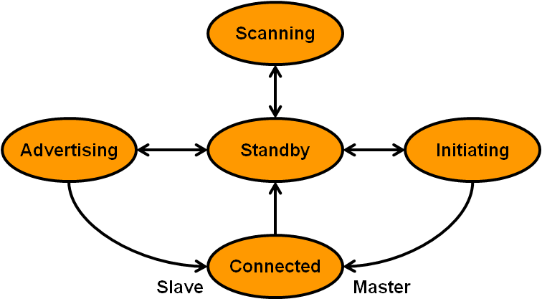 Scanning
Advertising
Standby
Initiating
Connected
Slave
Master